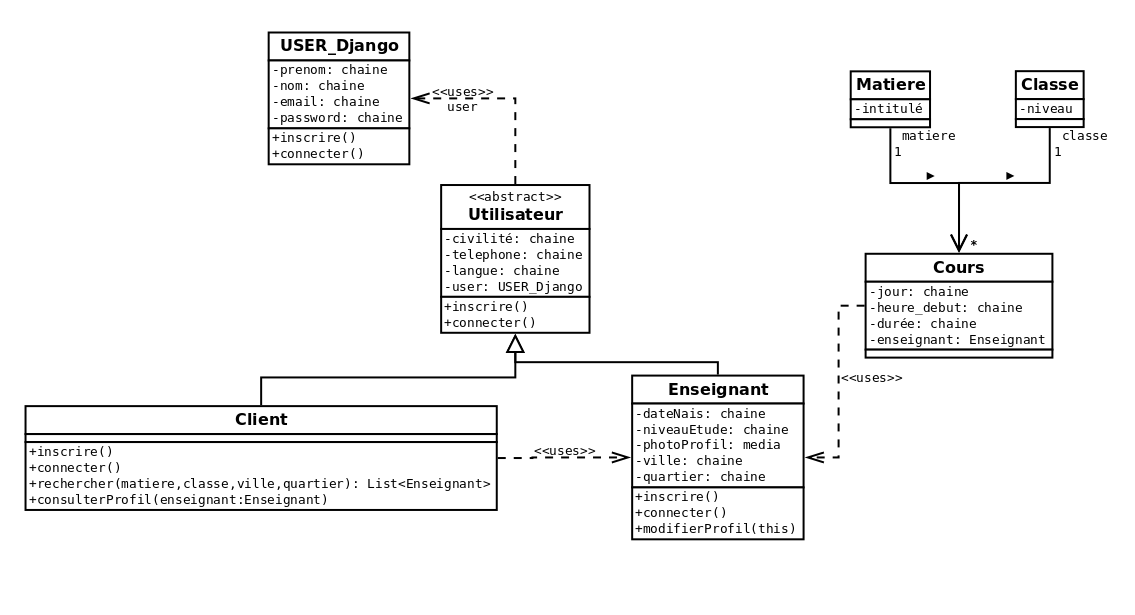 USER_Django
-prenom: chaine
-nom: chaine
-email: chaine
-password: chaine
+inscrire()
+connecter()
<<uses>>
user
<<abstract>>
Utilisateur
-civilité: chaine
-telephone: chaine
-langue: chaine
-user: USER_Django
+inscrire()
+connecter()
Matiere
-intitulé
matiere
1
Classe
-niveau
classe
1
*
Cours
-jour: chaine
-heure_debut: chaine
-durée: chaine
-enseignant: Enseignant
<<uses>>
Client
+inscrire()
+connecter()
+rechercher(matiere,classe,ville,quartier): List<Enseignant>
+consulterProfil(enseignant:Enseignant)
<<uses>>
Enseignant
-dateNais: chaine
-niveauEtude: chaine
-photoProfil: media
-ville: chaine
-quartier: chaine
+inscrire()
+connecter()
+modifierProfil(this)